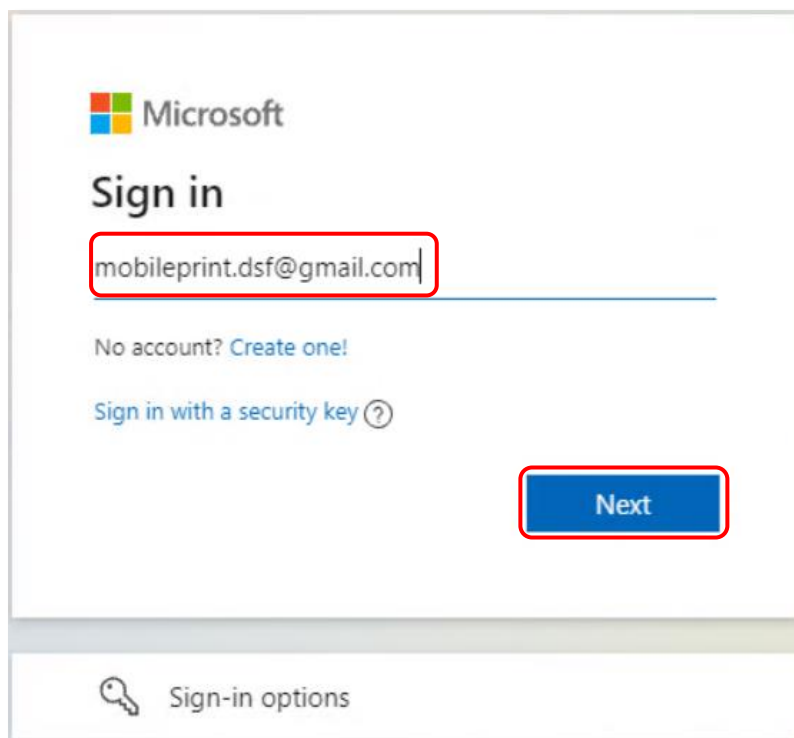 Microsoft
Sign in
mobileprint.dsf@gmail.com
No account? Create one!
Sign in with a security key ?
Next
Sign-in options